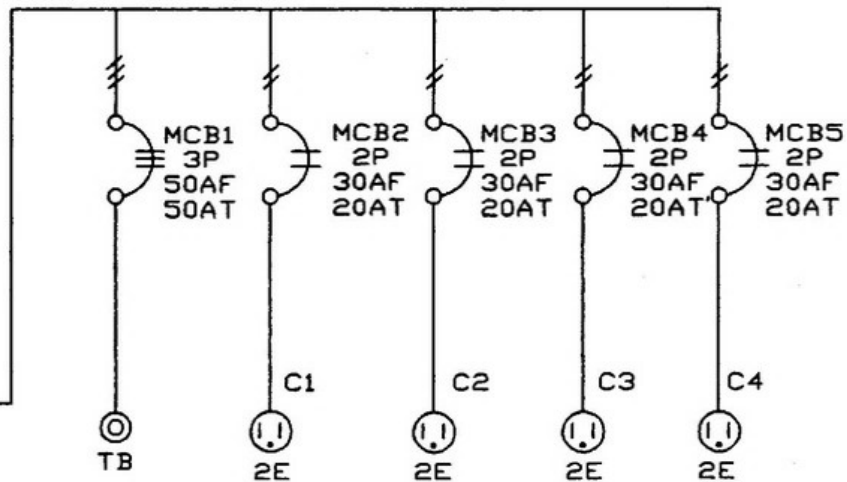 MCB1
3P
50AF
50AT
MCB2
2P
30AF
20AT
MCB3
2P
30AF
20AT
MCB4
2P
30AF
20AT'
MCB5
2P
30AF
20AT
C1
C2
C3
C4
TB
2E
2E
2E
2E